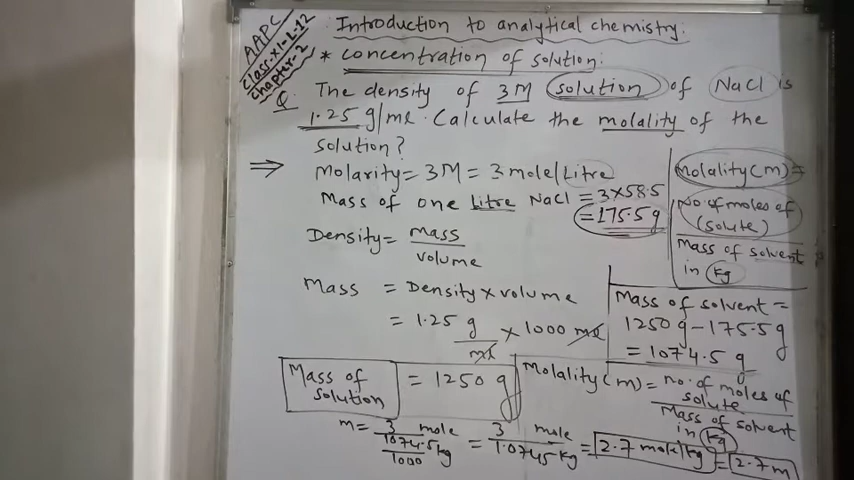 AAPC
Class-XI-L-12
Chapter-2
Introduction to analytical chemistry:
* concentration of solution:
Q. The density of 3M solution of NaCl is
1.25 g/ml. Calculate the molality of the
solution?
⇒ Molarity = 3M = 3 mole/Litre
Mass of one litre NaCl = 3×58.5
= 175.5g
Density = mass
volume
Mass = Density × volume
= 1.25 g × 1000 ml
ml
Mass of = 1250 g
solution
Molality(m) =
No. of moles of
(solute)
Mass of solvent
in kg
Mass of solvent =
1250g - 175.5g
= 1074.5 g
Molality(m) = no. of moles of
solute
Mass of solvent
in kg
m = 3 mole = 3 mole = 2.7 mole/kg = 2.7 m
1074.5 kg 1.0745 kg
1000